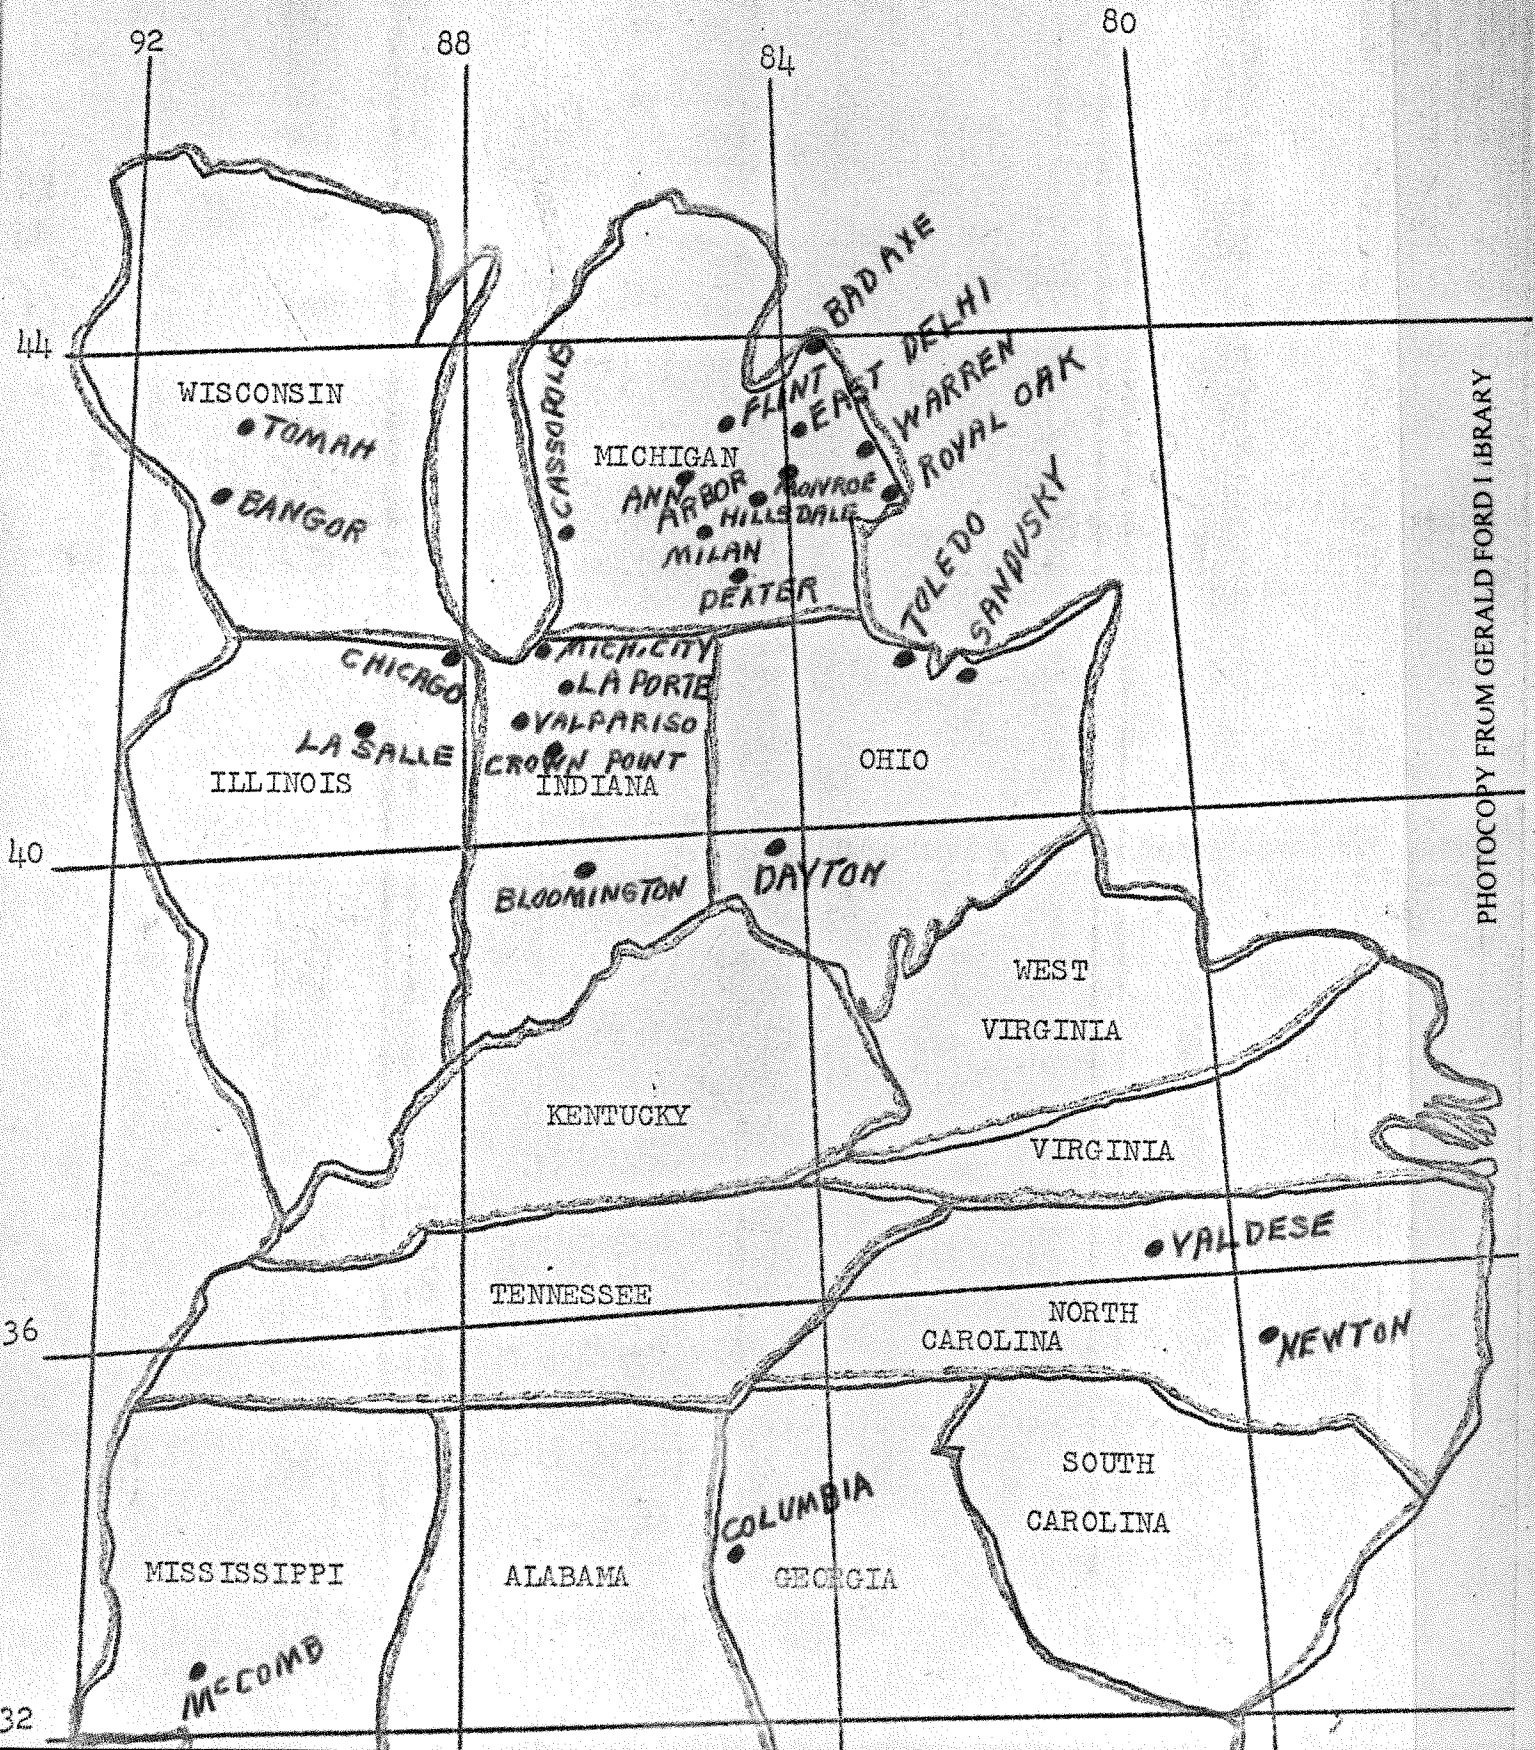 92
88
84
80
BAD AXE
44
WISCONSIN
TOMAH
BANGOR
CASSOPOLIS
MICHIGAN
FLINT
EAST DELHI
WARREN
ROYAL OAK
ANN
ARBOR
MONROE
HILLSDALE
MILAN
DEXTER
TOLEDO
SANDUSKY
CHICAGO
LA SALLE
ILLINOIS
MICH. CITY
LA PORTE
VALPARISO
CROWN POINT
INDIANA
OHIO
40
BLOOMINGTON
DAYTON
WEST
VIRGINIA
KENTUCKY
VIRGINIA
VALDESE
TENNESSEE
36
NORTH
CAROLINA
NEWTON
SOUTH
CAROLINA
COLUMBIA
MISSISSIPPI
ALABAMA
GEORGIA
McCOMB
32
PHOTOCOPY FROM GERALD FORD LIBRARY